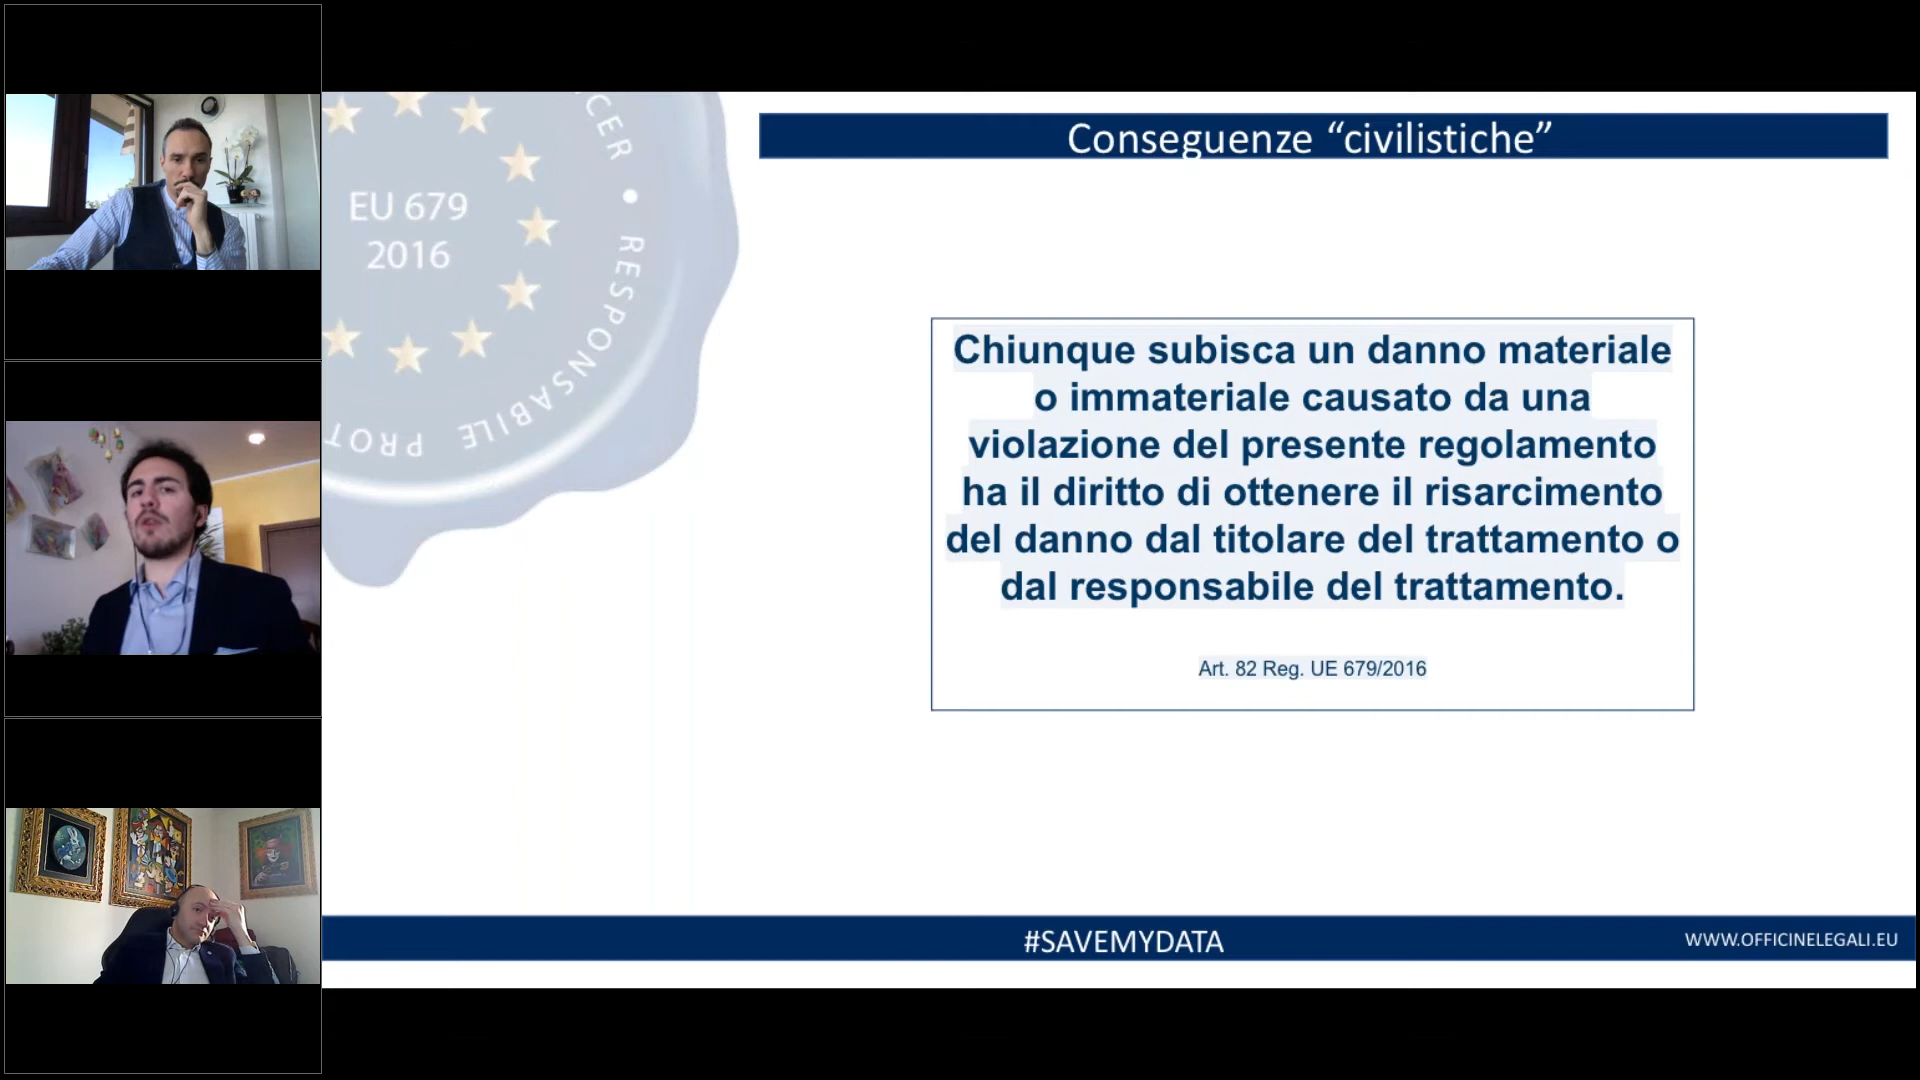 EU 679
2016
CER • RESPONSABILE PROT
Conseguenze “civilistiche”
Chiunque subisca un danno materiale
o immateriale causato da una
violazione del presente regolamento
ha il diritto di ottenere il risarcimento
del danno dal titolare del trattamento o
dal responsabile del trattamento.
Art. 82 Reg. UE 679/2016
#SAVEMYDATA
WWW.OFFICINELEGALI.EU